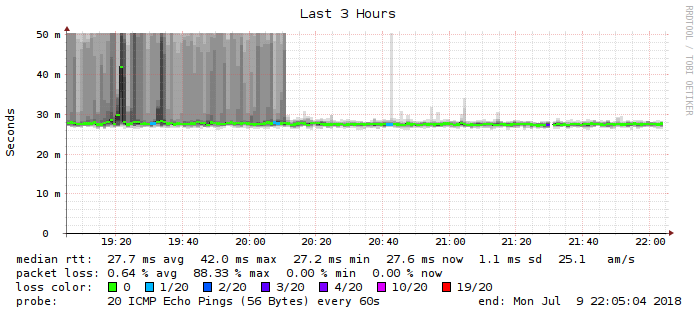 Last 3 Hours
RRDTOOL / TOBI OETIKER
Seconds
50 m
40 m
30 m
20 m
10 m
0
19:20 19:40 20:00 20:20 20:40 21:00 21:20 21:40 22:00
median rtt: 27.7 ms avg 42.0 ms max 27.2 ms min 27.6 ms now 1.1 ms sd 25.1 am/s
packet loss: 0.64 % avg 88.33 % max 0.00 % min 0.00 % now
loss color: 0 1/20 2/20 3/20 4/20 10/20 19/20
probe: 20 ICMP Echo Pings (56 Bytes) every 60s end: Mon Jul 9 22:05:04 2018